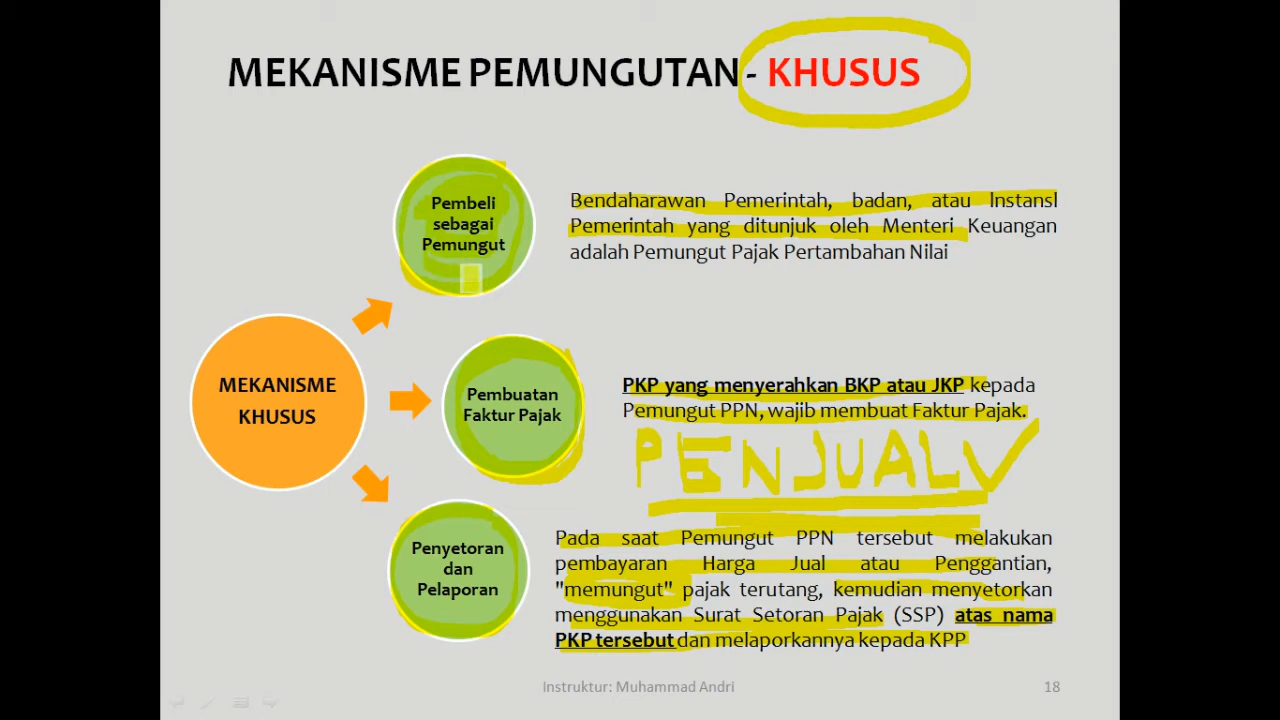 MEKANISME PEMUNGUTAN - KHUSUS
Pembeli
sebagai
Pemungut
Bendaharawan Pemerintah, badan, atau Instansl
Pemerintah yang ditunjuk oleh Menteri Keuangan
adalah Pemungut Pajak Pertambahan Nilai
MEKANISME
KHUSUS
Pembuatan
Faktur Pajak
PKP yang menyerahkan BKP atau JKP kepada
Pemungut PPN, wajib membuat Faktur Pajak.
PENJUAL
Penyetoran
dan
Pelaporan
Pada saat Pemungut PPN tersebut melakukan
pembayaran Harga Jual atau Penggantian,
"memungut" pajak terutang, kemudian menyetorkan
menggunakan Surat Setoran Pajak (SSP) atas nama
PKP tersebut dan melaporkannya kepada KPP
Instruktur: Muhammad Andri
18